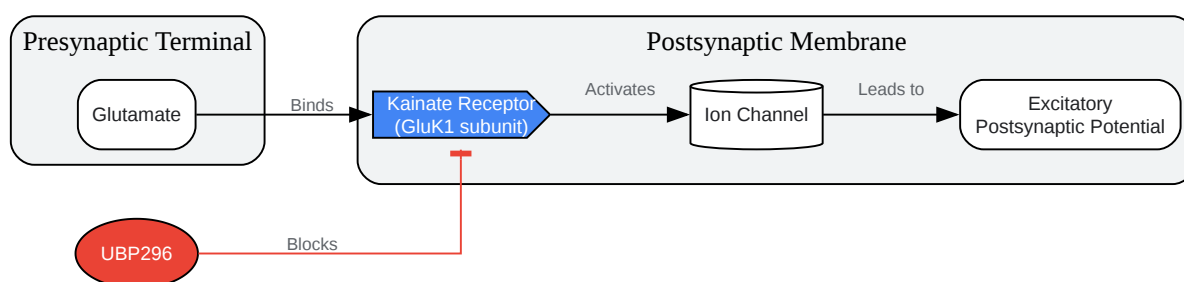 Presynaptic Terminal
Postsynaptic Membrane
Glutamate
Binds
Kainate Receptor
(GluK1 subunit)
Activates
Ion Channel
Leads to
Excitatory
Postsynaptic Potential
UBP296
Blocks